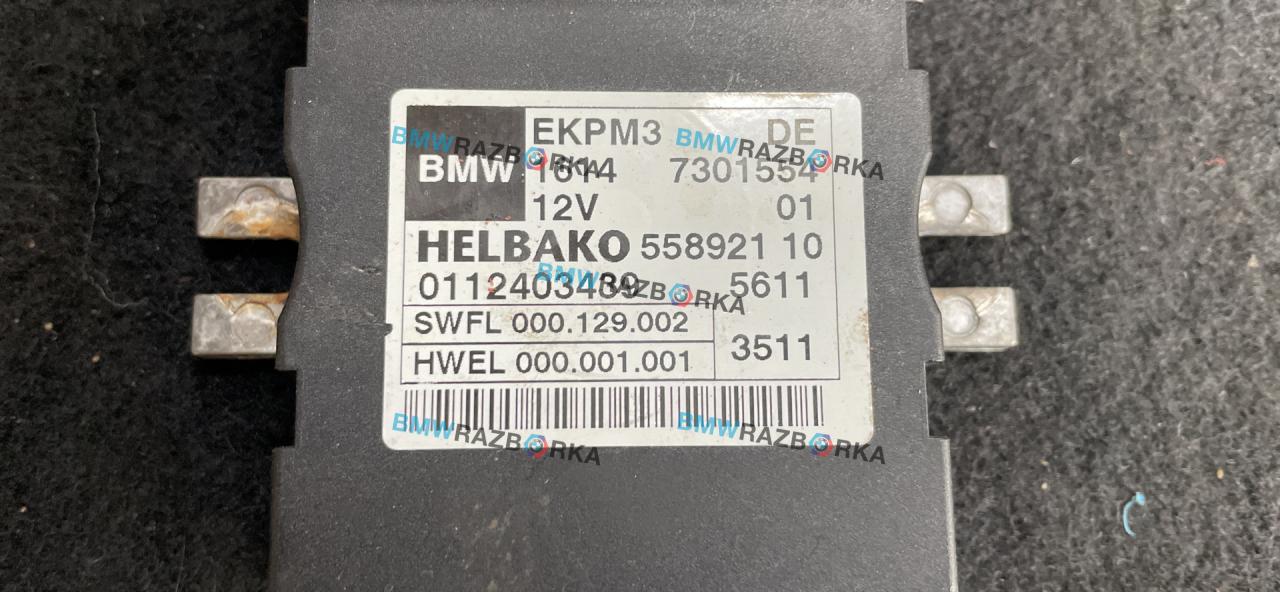 EKPM3 DE
BMW 1614 7301554
12V 01
HELBAKO 558921 10
0112403439 5611
SWFL 000.129.002
3511
HWEL 000.001.001
BMWRAZBORKA
BMWRAZBORKA
BMWRAZBORKA
BMWRAZBORKA
BMWRAZBORKA